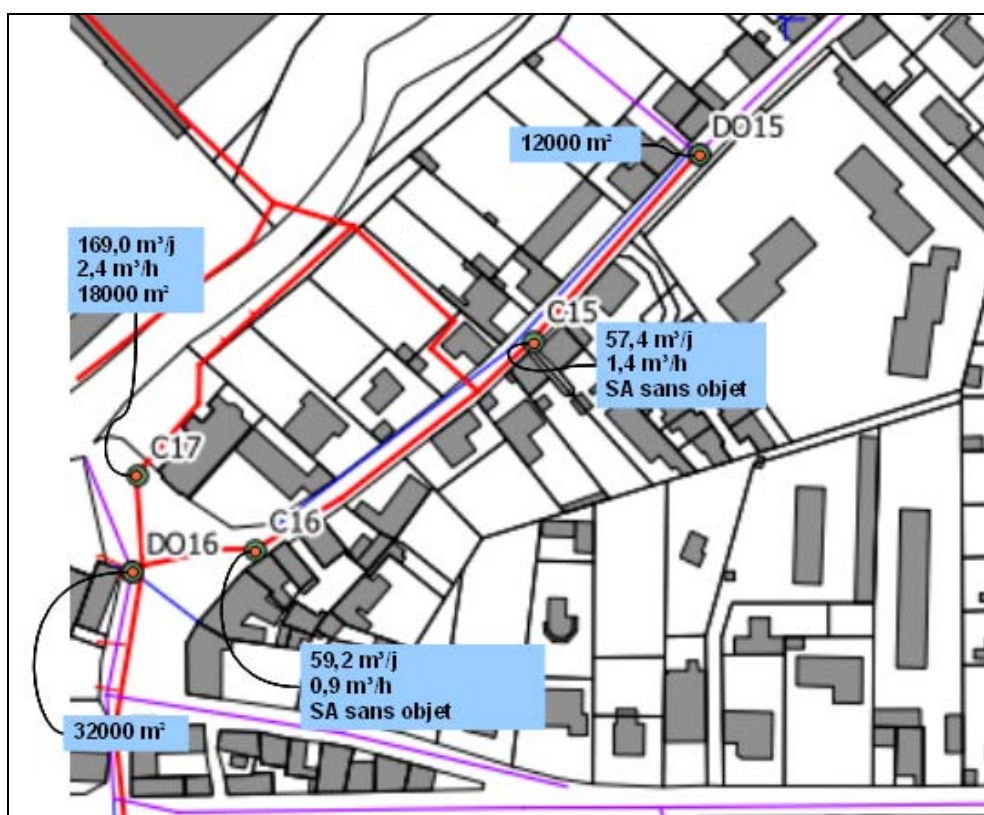 DO15
12000 m²
169,0 m³/j
2,4 m³/h
18000 m²
C15
57,4 m³/j
1,4 m³/h
SA sans objet
C17
C16
DO16
59,2 m³/j
0,9 m³/h
SA sans objet
32000 m²